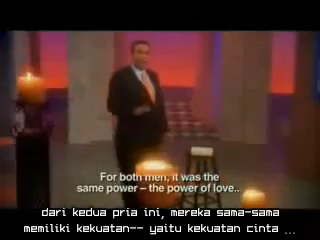 For both men, it was the
same power – the power of love..
dari kedua pria ini, mereka sama-sama
memiliki kekuatan-- yaitu kekuatan cinta ...